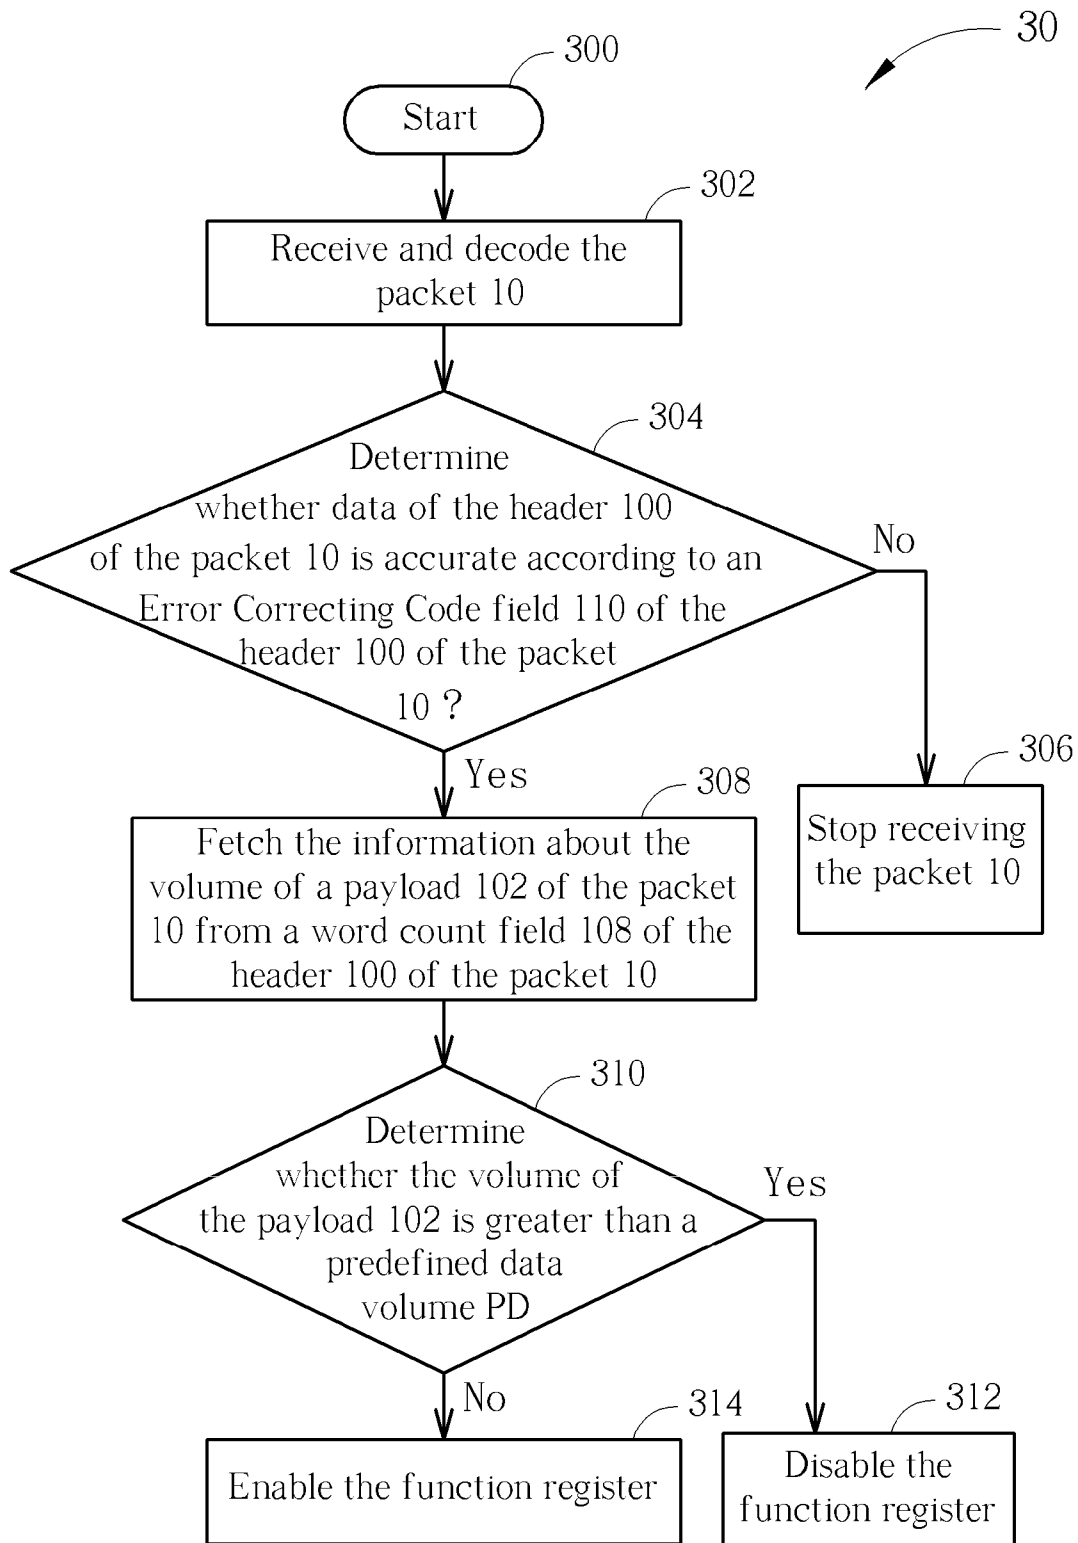 30
300
Start
302
Receive and decode the
packet 10
304
Determine
whether data of the header 100
of the packet 10 is accurate according to an
Error Correcting Code field 110 of the
header 100 of the packet
10 ?
No
Yes
306
Stop receiving
the packet 10
308
Fetch the information about the
volume of a payload 102 of the packet
10 from a word count field 108 of the
header 100 of the packet 10
310
Determine
whether the volume of
the payload 102 is greater than a
predefined data
volume PD
Yes
No
314
Enable the function register
312
Disable the
function register